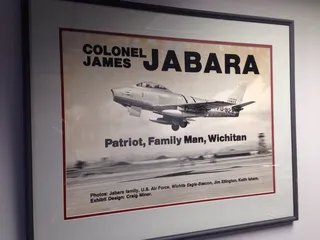 COLONEL
JAMES JABARA
Patriot, Family Man, Wichitan
Photos: Jabara family, U.S. Air Force, Wichita Eagle-Beacon, Jim Ellington, Keith
Exhibit Design: Craig Miner.